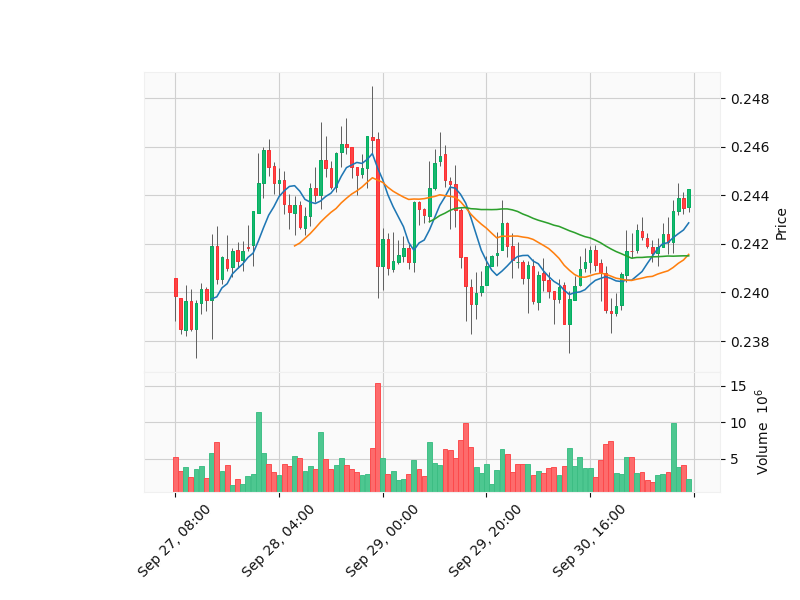 0.248
0.246
0.244
0.242
0.240
0.238
Price
15
10
5
Volume 10^6
Sep 27, 08:00
Sep 28, 04:00
Sep 29, 00:00
Sep 29, 20:00
Sep 30, 16:00